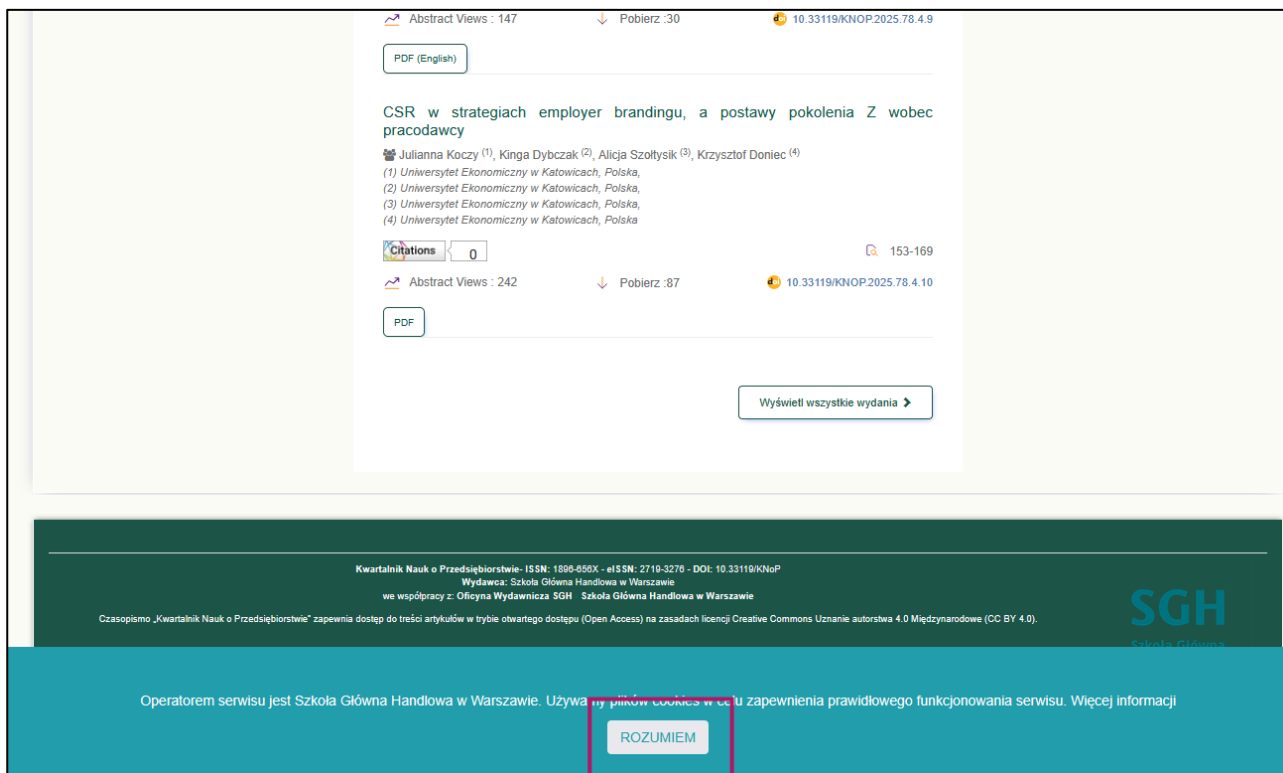 Abstract Views : 147 Pobierz :30 10.33119/KNOP.2025.78.4.9
PDF (English)
CSR w strategiach employer brandingu, a postawy pokolenia Z wobec
pracodawcy
Julianna Koczy (1), Kinga Dybczak (2), Alicja Szołtysik (3), Krzysztof Doniec (4)
(1) Uniwersytet Ekonomiczny w Katowicach, Polska,
(2) Uniwersytet Ekonomiczny w Katowicach, Polska,
(3) Uniwersytet Ekonomiczny w Katowicach, Polska,
(4) Uniwersytet Ekonomiczny w Katowicach, Polska
Citations 0 153-169
Abstract Views : 242 Pobierz :87 10.33119/KNOP.2025.78.4.10
PDF
Wyświetl wszystkie wydania
Kwartalnik Nauk o Przedsiębiorstwie- ISSN: 1896-656X - eISSN: 2719-3276 - DOI: 10.33119/KNoP
Wydawca: Szkoła Główna Handlowa w Warszawie
we współpracy z: Oficyna Wydawnicza SGH Szkoła Główna Handlowa w Warszawie
Czasopismo „Kwartalnik Nauk o Przedsiębiorstwie" zapewnia dostęp do treści artykułów w trybie otwartego dostępu (Open Access) na zasadach licencji Creative Commons Uznanie autorstwa 4.0 Międzynarodowe (CC BY 4.0).
SGH
Szkoła Główna
Operatorem serwisu jest Szkoła Główna Handlowa w Warszawie. Używamy plików cookies w celu zapewnienia prawidłowego funkcjonowania serwisu. Więcej informacji
ROZUMIEM